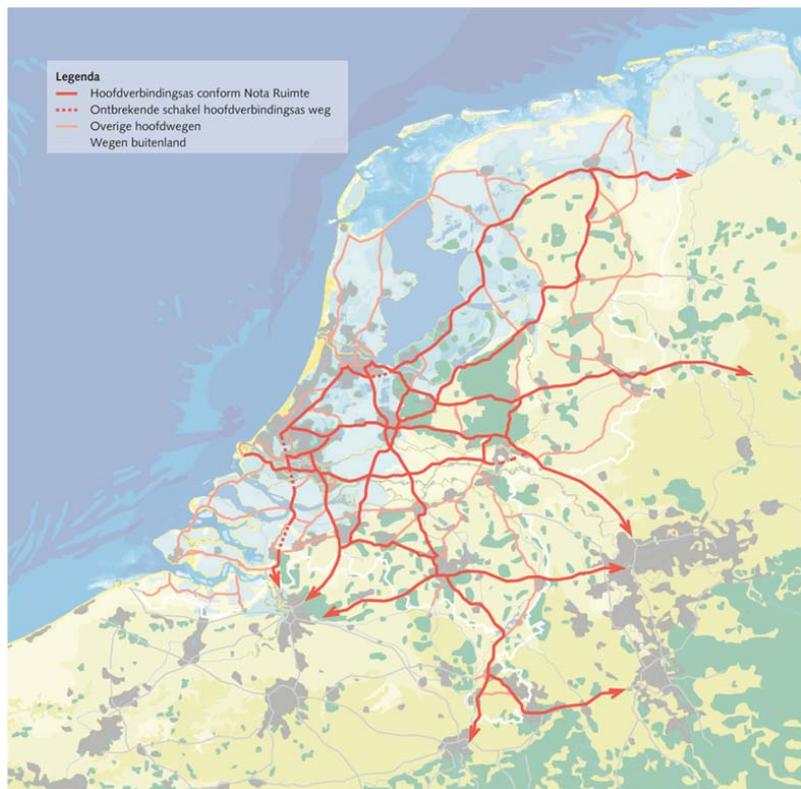 Legenda
Hoofdverbindingsas conform Nota Ruimte
Ontbrekende schakel hoofdverbindingsas weg
Overige hoofdwegen
Wegen buitenland